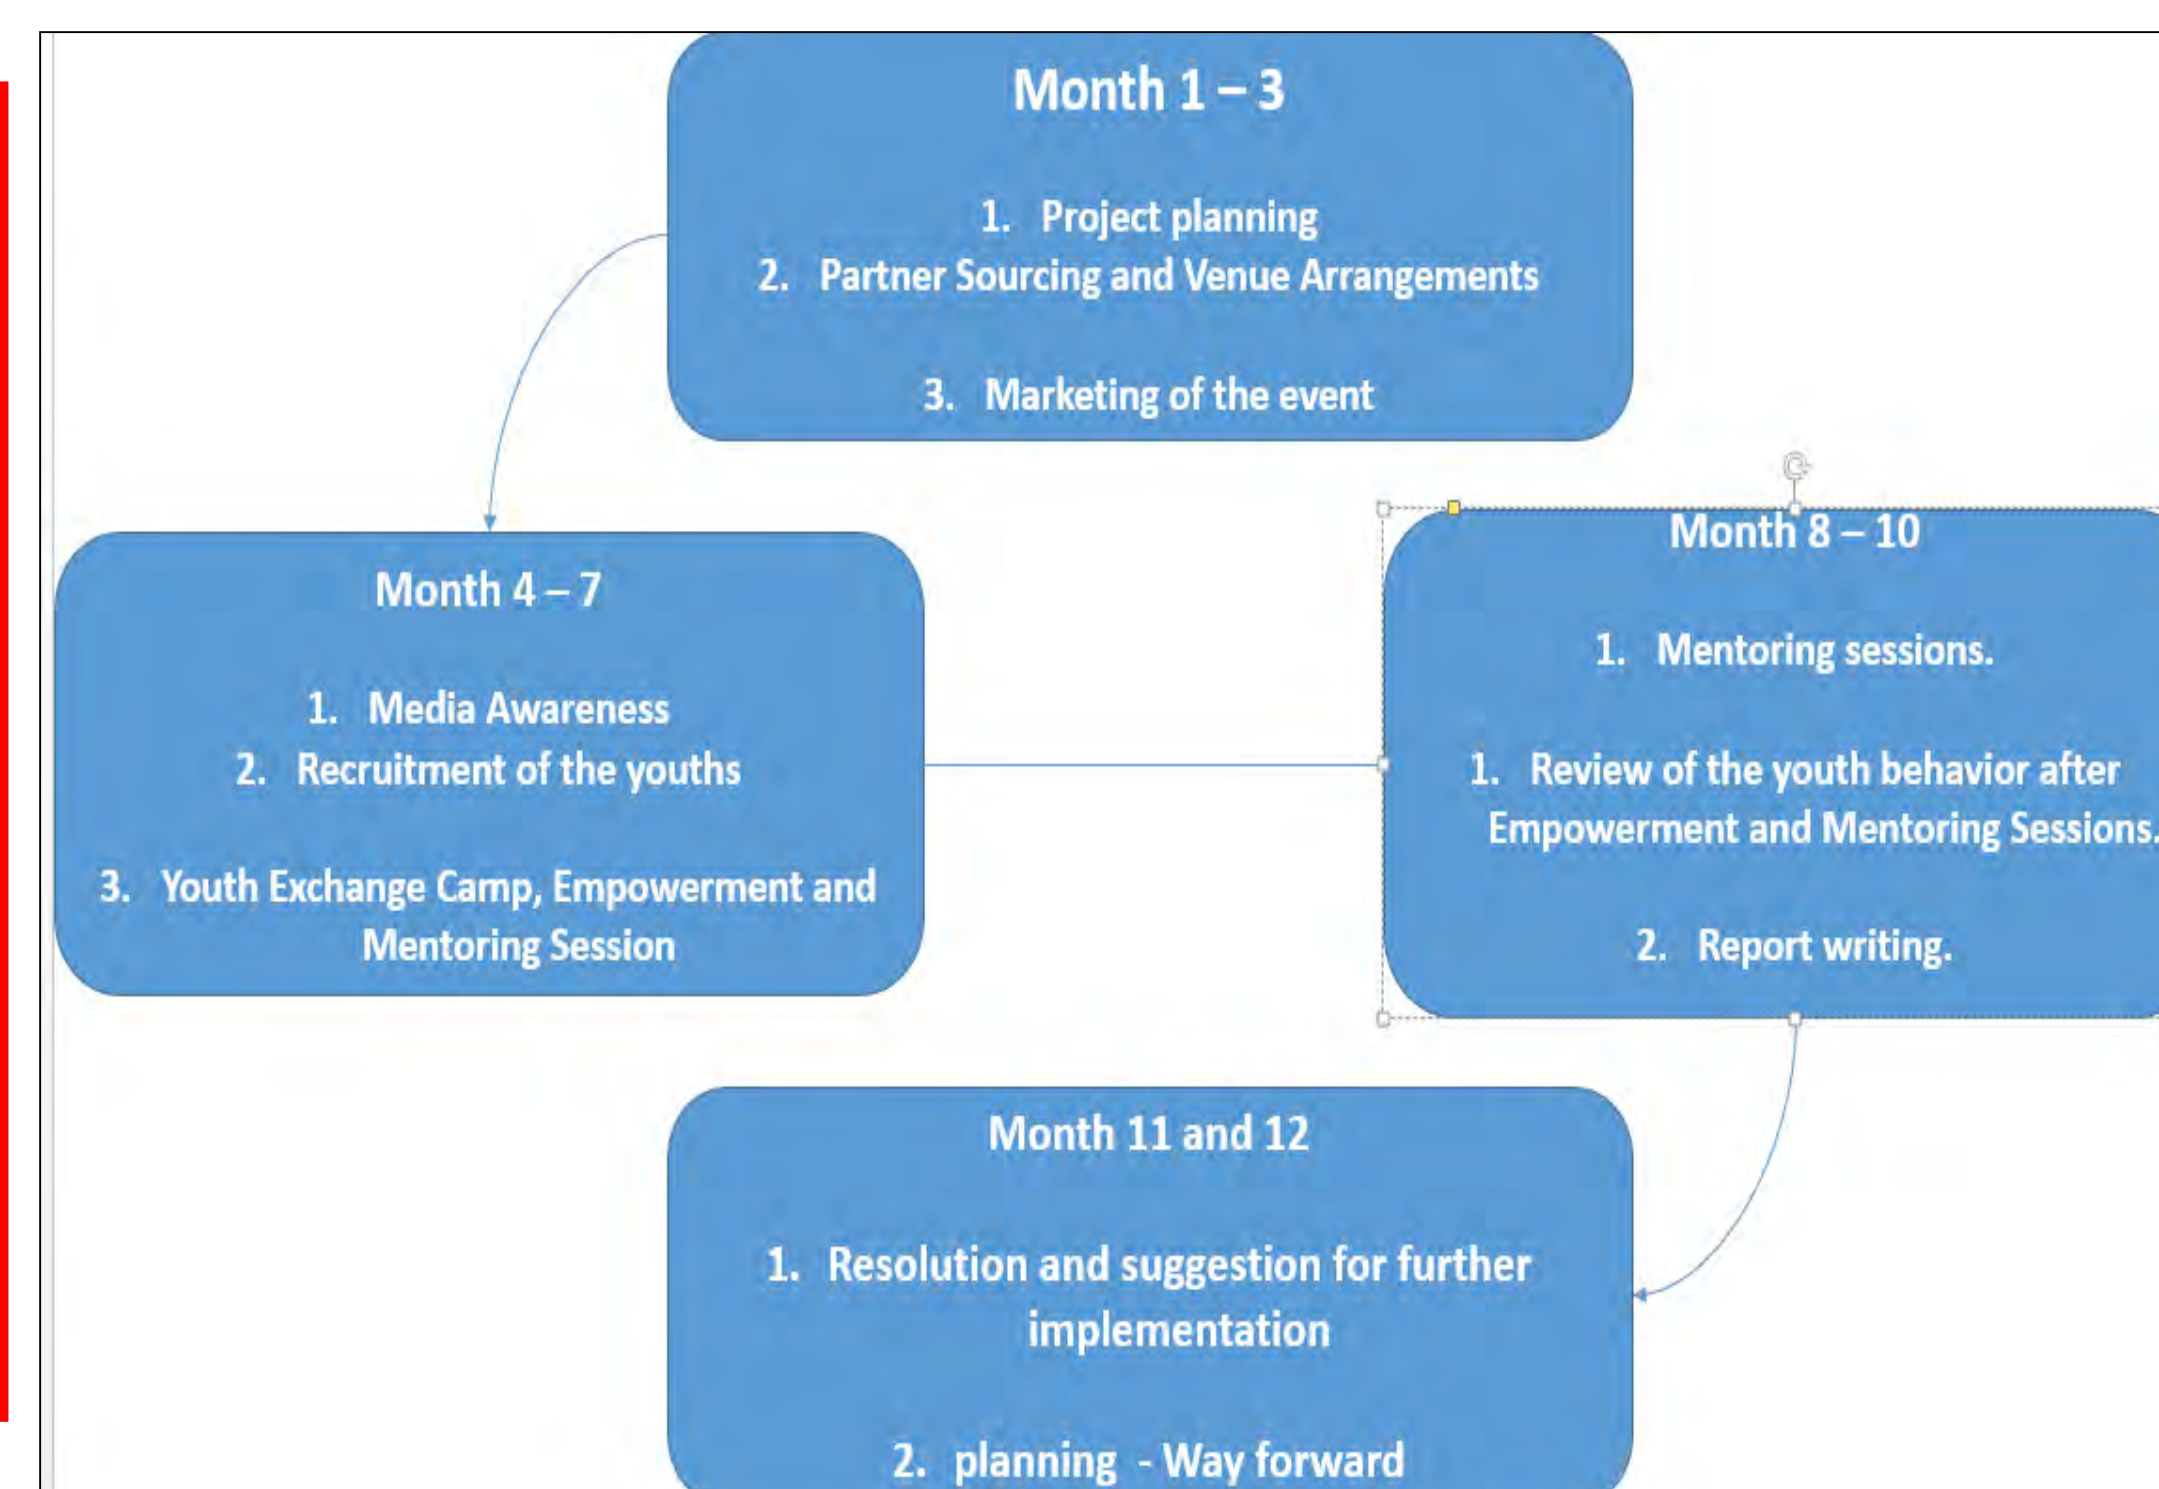 Month 1 – 3
1. Project planning
2. Partner Sourcing and Venue Arrangements
3. Marketing of the event
Month 4 – 7
1. Media Awareness
2. Recruitment of the youths
3. Youth Exchange Camp, Empowerment and
Mentoring Session
Month 8 – 10
1. Mentoring sessions.
1. Review of the youth behavior after
Empowerment and Mentoring Sessions.
2. Report writing.
Month 11 and 12
1. Resolution and suggestion for further
implementation
2. planning - Way forward